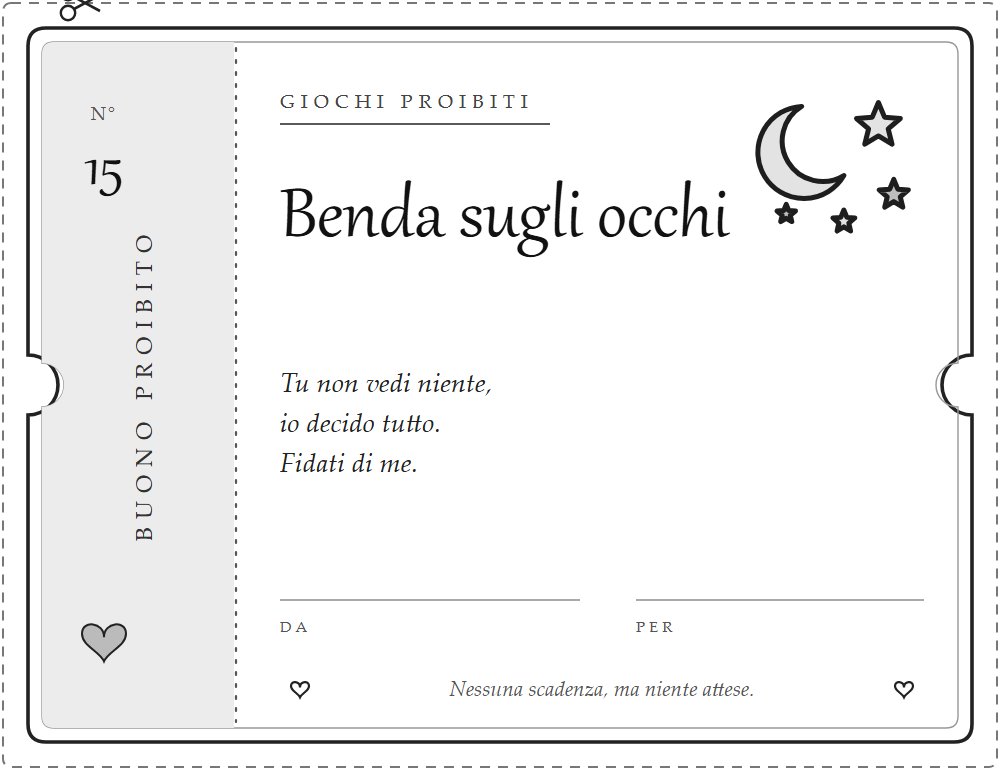 N°
15
BUONO PROIBITO
GIOCHI PROIBITI
Benda sugli occhi
Tu non vedi niente,
io decido tutto.
Fidati di me.
DA
PER
Nessuna scadenza, ma niente attese.